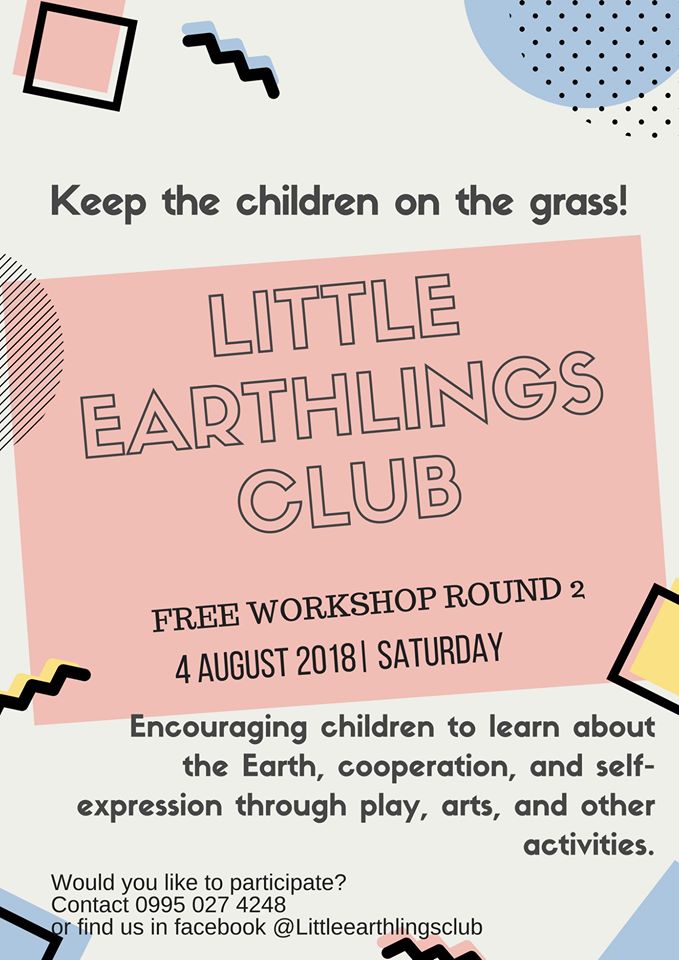 Keep the children on the grass!
LITTLE
EARTHLINGS
CLUB
FREE WORKSHOP ROUND 2
4 AUGUST 2018| SATURDAY
Encouraging children to learn about
the Earth, cooperation, and self-
expression through play, arts, and other
activities.
Would you like to participate?
Contact 0995 027 4248
or find us in facebook @Littleearthlingsclub